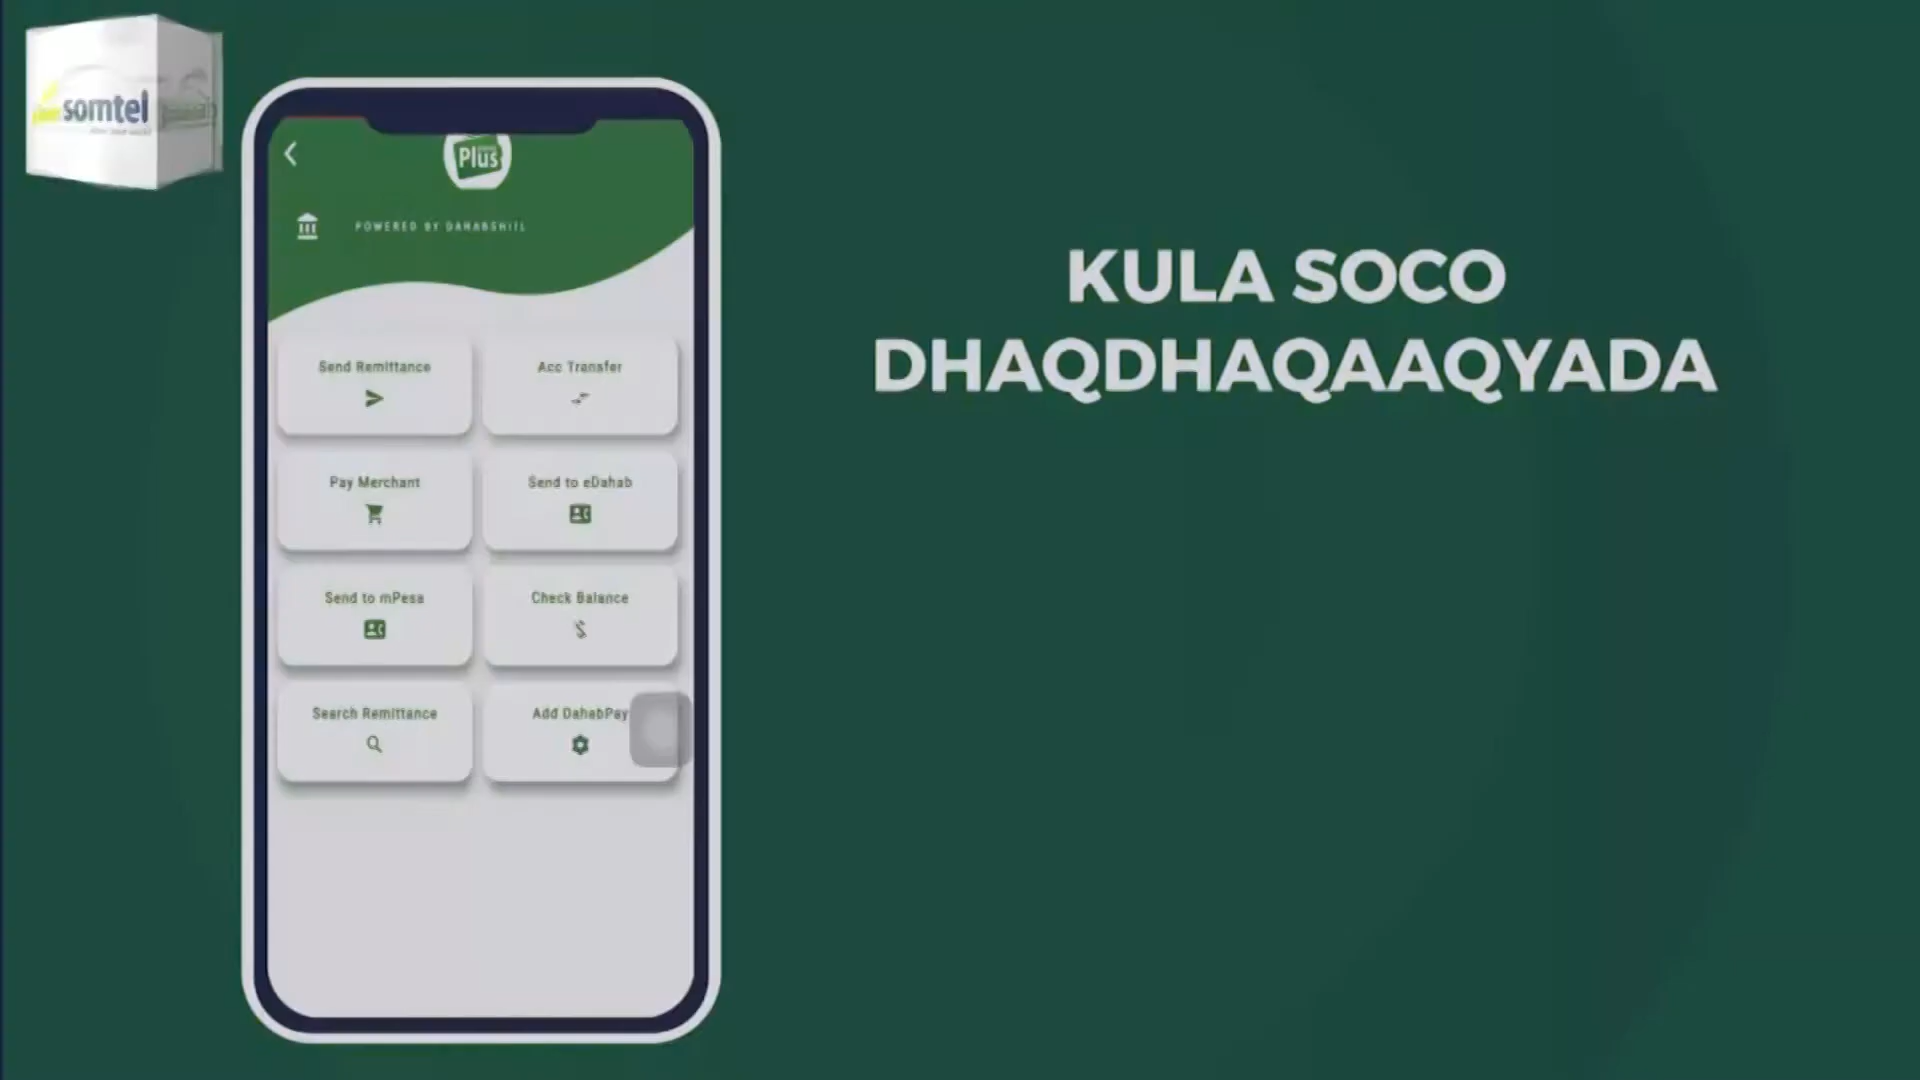 somtel
Plus
POWERED BY DAHABSHIIL
KULA SOCO
DHAQDHAQAAQYADA
Send Remittance
Acc Transfer
Pay Merchant
Send to eDahab
Send to mPesa
Check Balance
Search Remittance
Add DahabPay